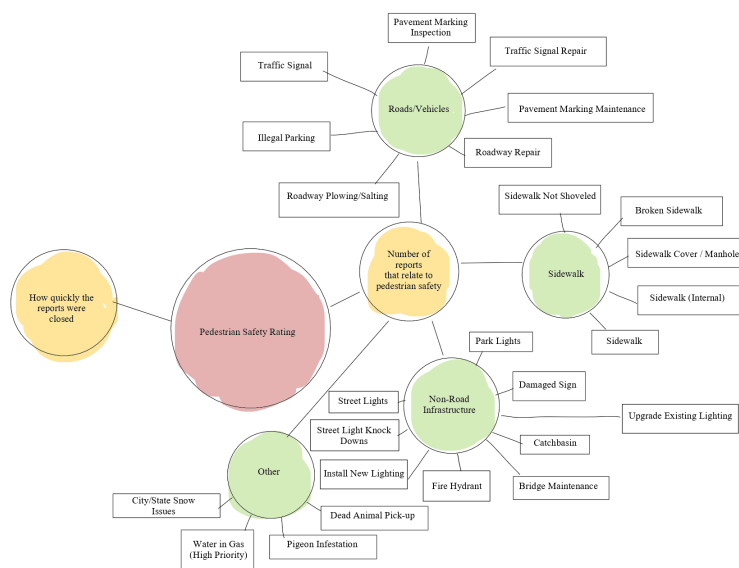 Pavement Marking
Inspection
Traffic Signal Repair
Traffic Signal
Roads/Vehicles
Pavement Marking Maintenance
Illegal Parking
Roadway Repair
Roadway Plowing/Salting
Sidewalk Not Shoveled
Broken Sidewalk
Number of
reports
that relate to
pedestrian safety
Sidewalk Cover / Manhole
Sidewalk
Sidewalk (Internal)
Sidewalk
How quickly the
reports were
closed
Pedestrian Safety Rating
Park Lights
Damaged Sign
Street Lights
Non-Road
Infrastructure
Upgrade Existing Lighting
Street Light Knock
Downs
Catchbasin
Install New Lighting
Fire Hydrant
Bridge Maintenance
Other
City/State Snow
Issues
Dead Animal Pick-up
Water in Gas
(High Priority)
Pigeon Infestation